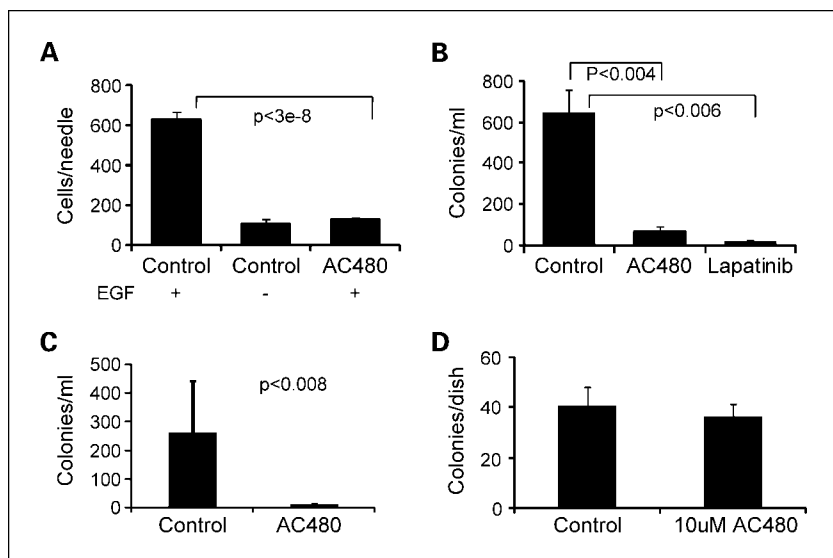 A
800
600
400
200
0
Cells/needle
p<3e-8
Control Control AC480
EGF + - +
B
800
600
400
200
0
Colonies/ml
P<0.004
p<0.006
Control AC480 Lapatinib
C
500
400
300
200
100
0
Colonies/ml
p<0.008
Control AC480
D
60
40
20
0
Colonies/dish
Control 10uM AC480